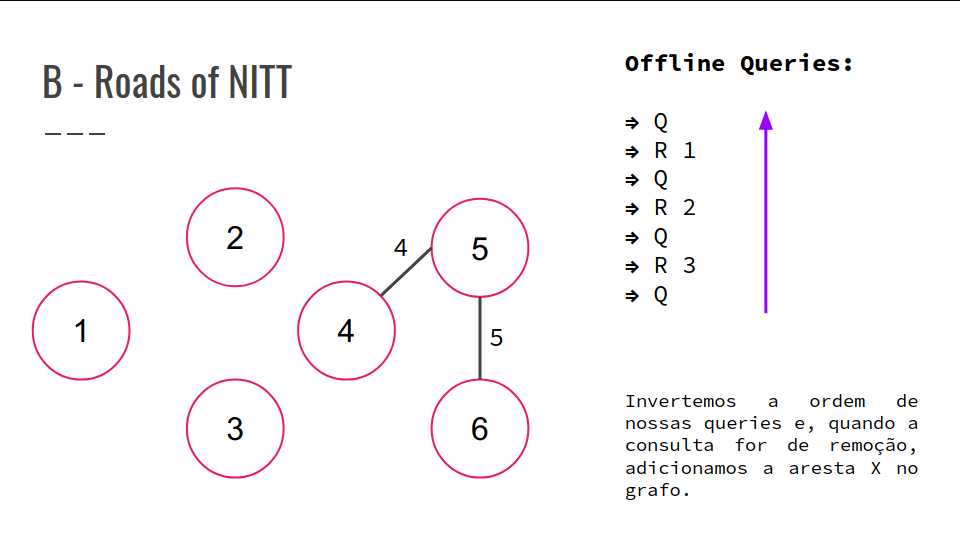 B - Roads of NITT
Offline Queries:
⇒ Q
⇒ R 1
⇒ Q
⇒ R 2
⇒ Q
⇒ R 3
⇒ Q
2
4
5
1
4
5
3
6
Invertemos a ordem de
nossas queries e, quando a
consulta for de remoção,
adicionamos a aresta X no
grafo.